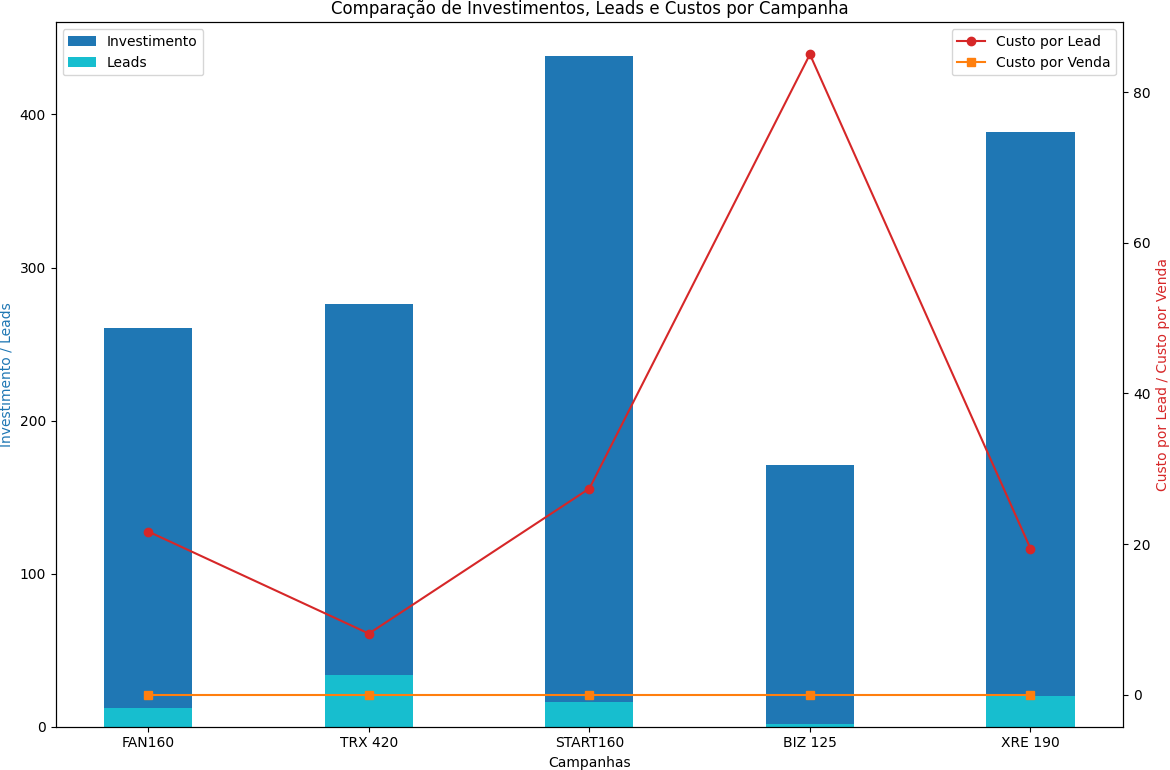 Comparação de Investimentos, Leads e Custos por Campanha
Investimento
Leads
Custo por Lead
Custo por Venda
400
300
200
100
0
Investimento / Leads
80
60
40
20
0
Custo por Lead / Custo por Venda
FAN160
TRX 420
START160
BIZ 125
XRE 190
Campanhas